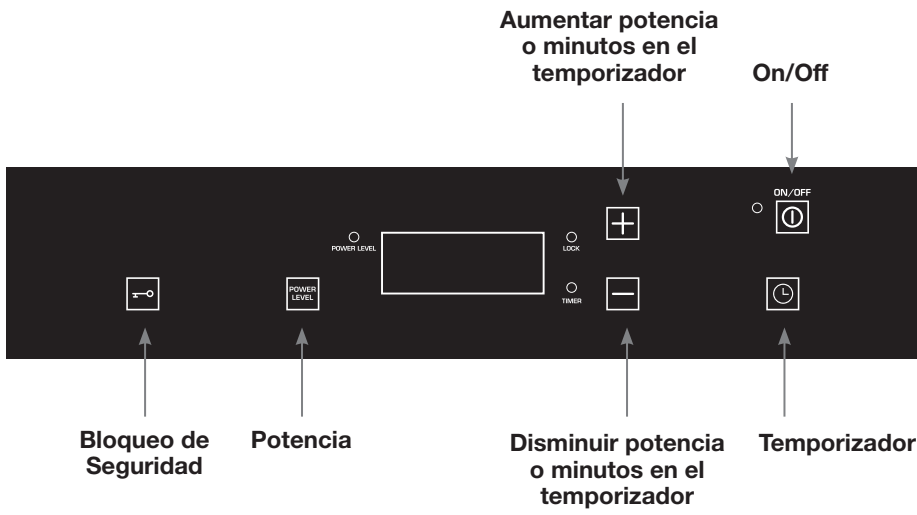 Aumentar potencia
o minutos en el
temporizador
On/Off
ON/OFF
POWER LEVEL
LOCK
POWER
LEVEL
TIMER
Bloqueo de
Seguridad
Potencia
Disminuir potencia
o minutos en el
temporizador
Temporizador